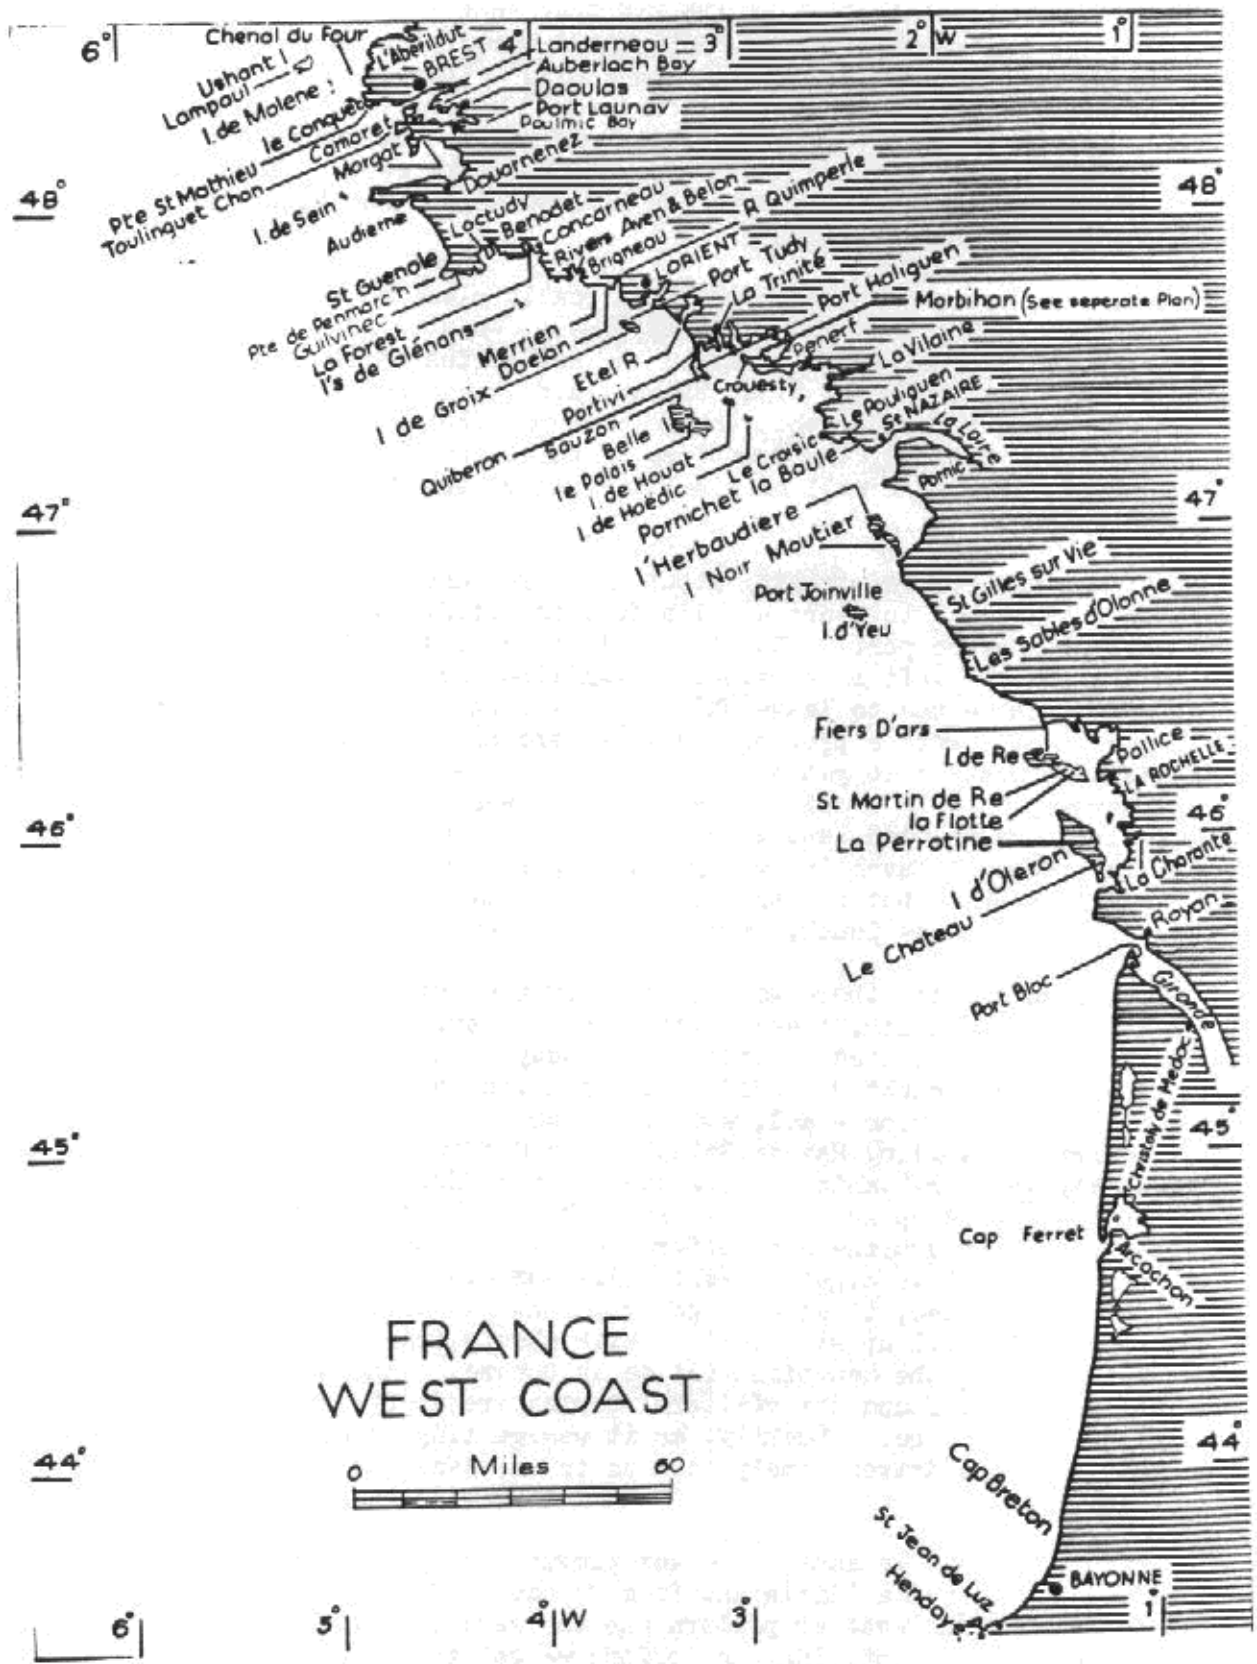 6°
4°
3°
2° W
1°
Chenal du Four
L'Aberildut
BREST
Landerneau
Auberlach Bay
Daoulas
Port Launav
Poulmic Bay
Ushant I
Lampaul
I. de Molene
le Conquet
Camaret
Morgat
Pte St Mathieu
Toulinguet Chan
Douarnenez
48°
48°
I. de Sein
Audierne
Loctudy
Benodet
Concarneau
Rivers Aven & Belon
Brigneau
R Quimperle
LORIENT
Port Tudy
La Trinité
Port Haliguen
Morbihan (See seperate Plan)
Penerf
La Vilaine
St Guenole
Pte de Penmarc'h
Guilvinec
La Forest
I's de Glénans
Merrien
Doelan
I de Groix
Etel R
Portivi
Quiberon
Sauzon
Belle I
le Palais
Crouesty
I. de Houat
I. de Hoëdic
Le Croisic
Pornichet la Baule
Le Pouliguen
St NAZAIRE
La Loire
Pornic
47°
47°
l'Herbaudiere
I Noir Moutier
Port Joinville
I. d'Yeu
St Gilles sur Vie
Les Sables d'Olonne
Fiers D'ars
I. de Re
Pallice
LA ROCHELLE
St Martin de Re
la Flotte
La Perrotine
46°
46°
I d'Oleron
Le Chateau
La Charante
Royan
Port Bloc
Gironde
Christoly de Medoc
45°
45°
Cap Ferret
Arcachon
FRANCE
WEST COAST
Miles
0 60
44°
44°
Cap Breton
St Jean de Luz
Hendaye
BAYONNE
6°
5°
4° W
3°
1°